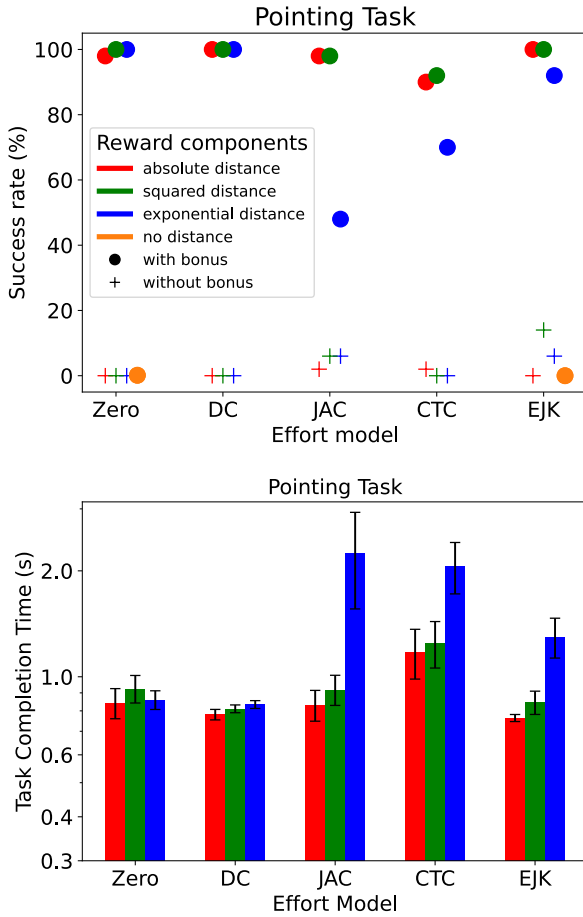 Pointing Task
100
80
60
40
20
0
Success rate (%)
Reward components
absolute distance
squared distance
exponential distance
no distance
with bonus
without bonus
Zero DC JAC CTC EJK
Effort model
Pointing Task
2.0
1.0
0.6
0.4
0.3
Task Completion Time (s)
Zero DC JAC CTC EJK
Effort Model